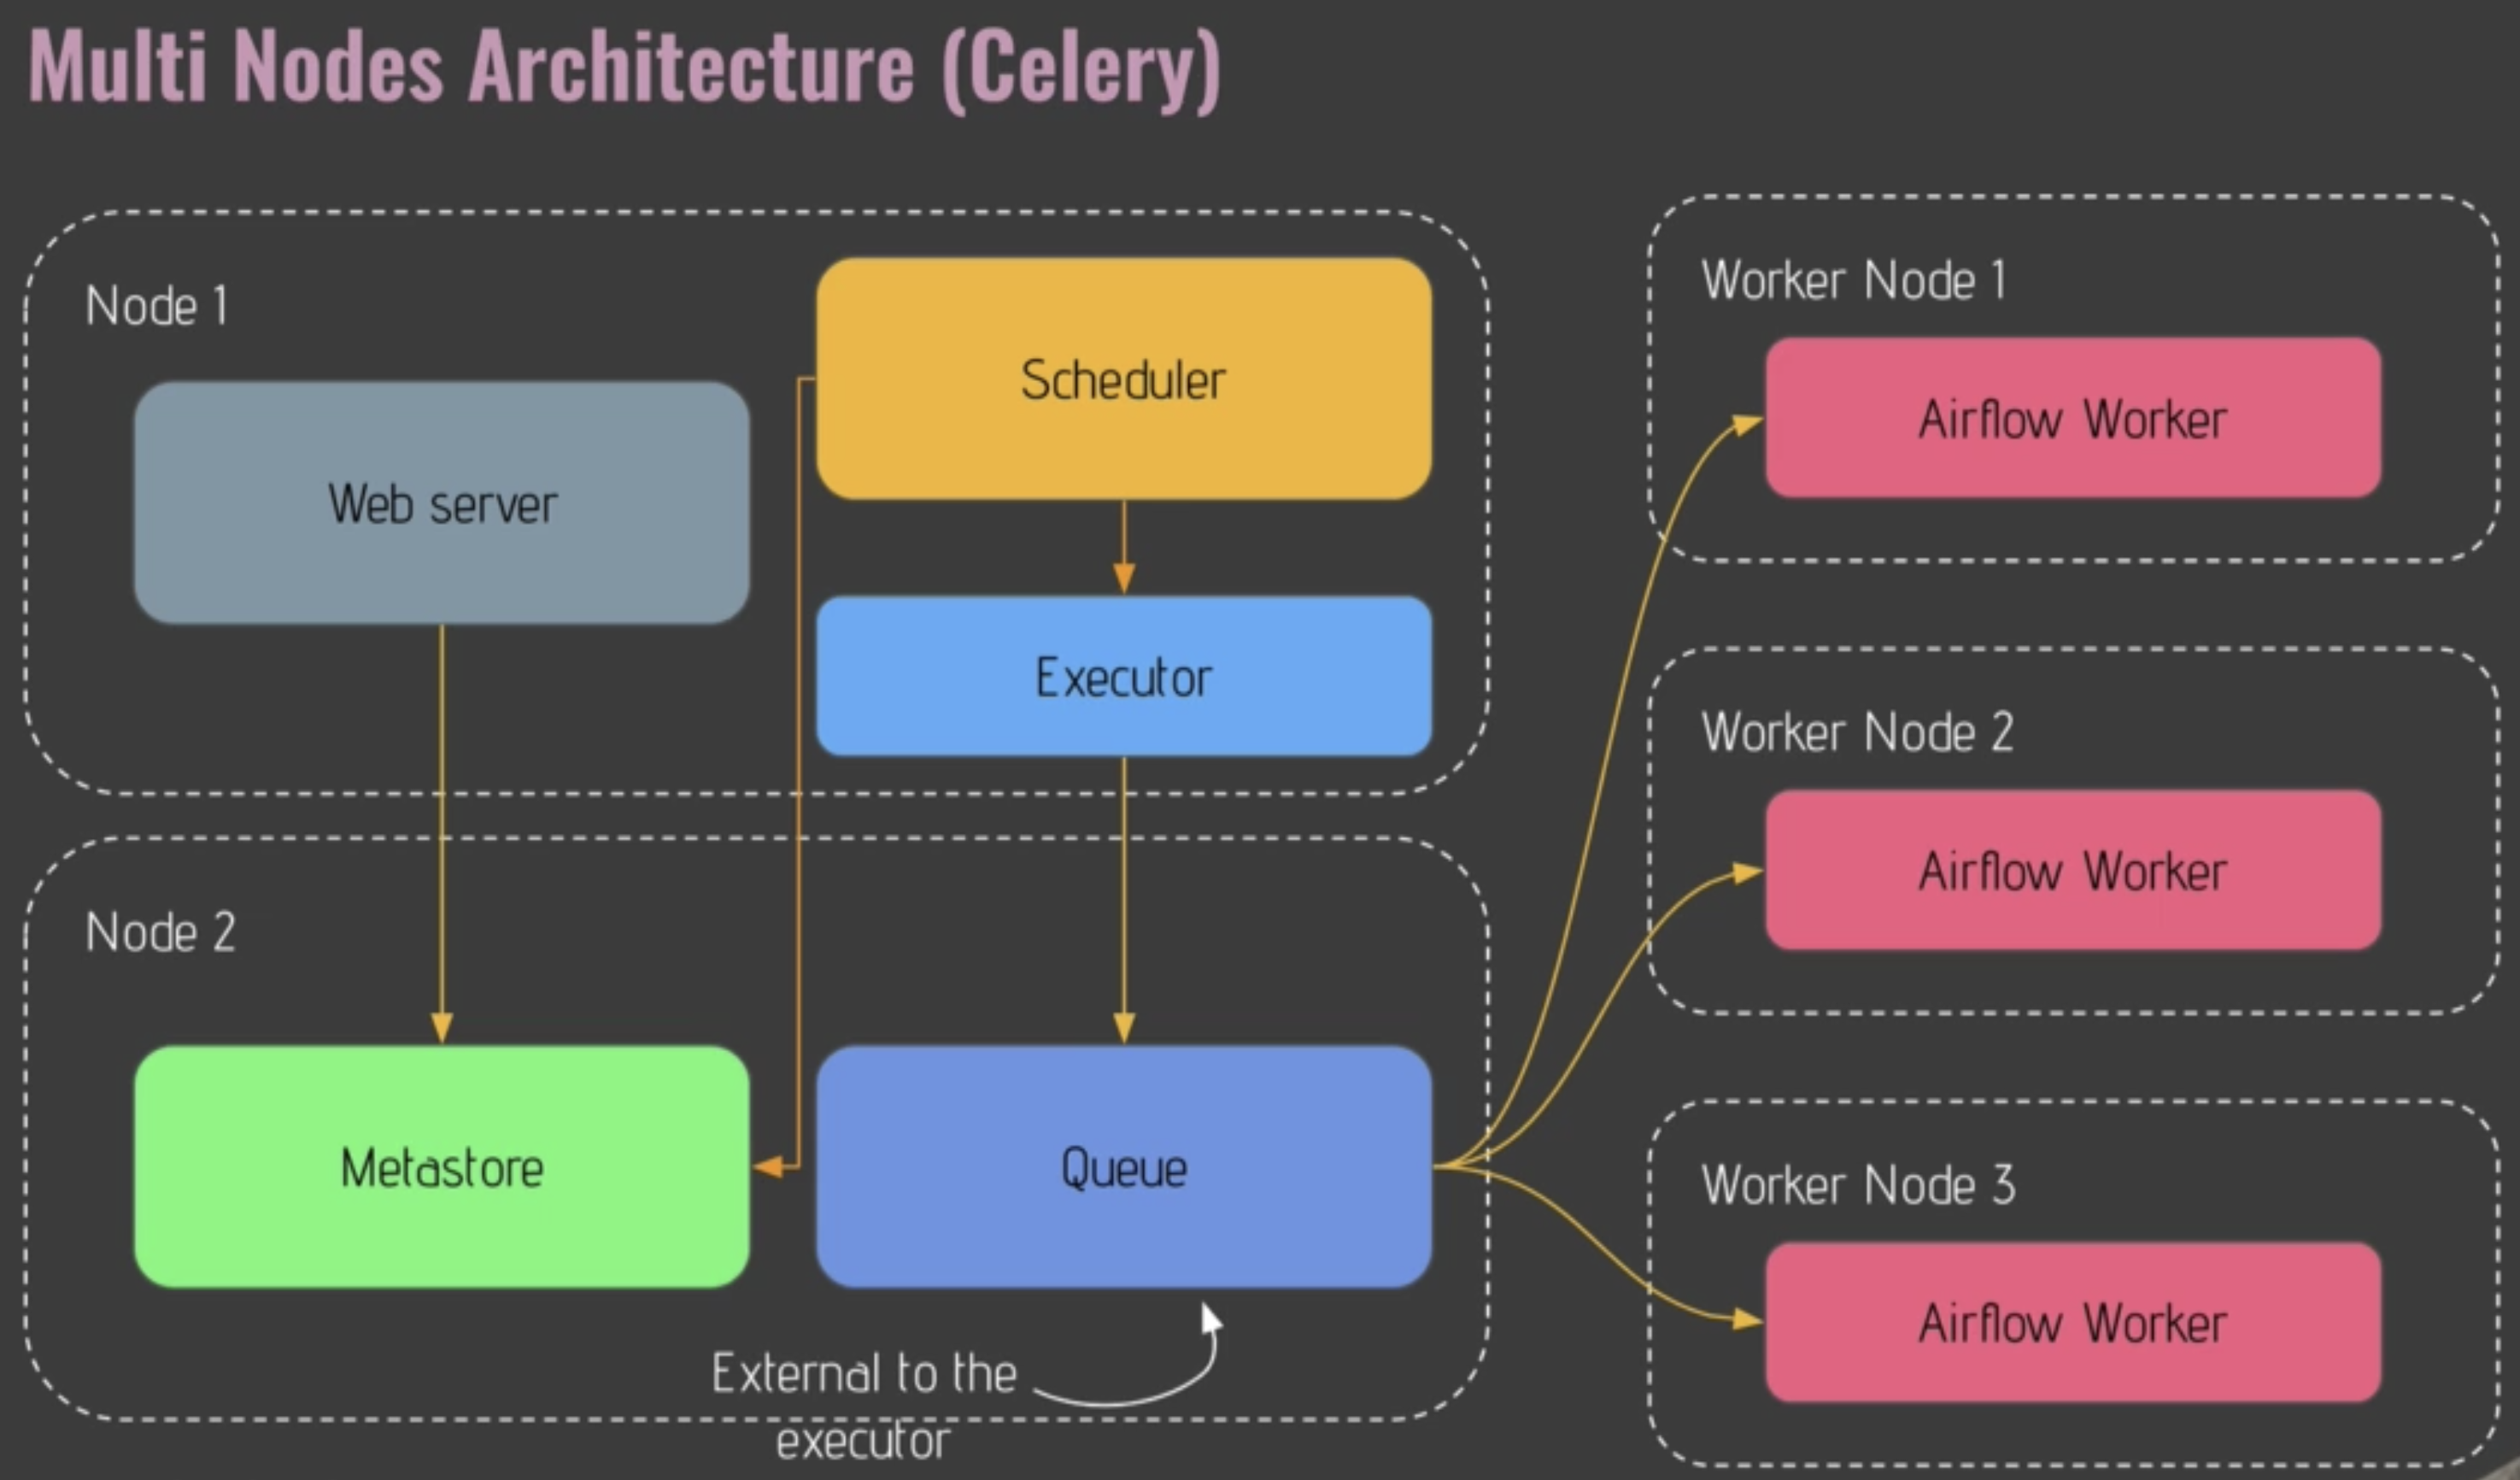 Multi Nodes Architecture (Celery)
Node 1
Web server
Scheduler
Executor
Node 2
Metastore
Queue
External to the
executor
Worker Node 1
Airflow Worker
Worker Node 2
Airflow Worker
Worker Node 3
Airflow Worker